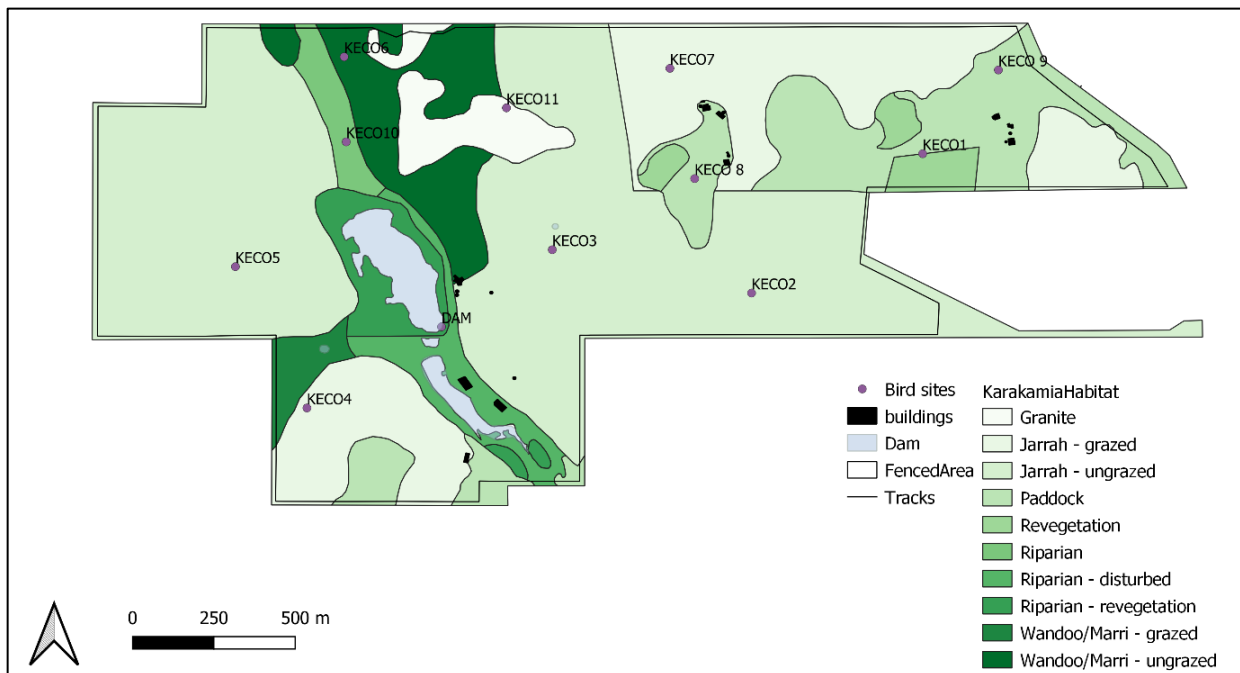 KECO6
KECO7
KECO 9
KECO11
KECO10
KECO1
KECO 8
KECO3
KECO5
KECO2
DAM
KECO4
Bird sites
buildings
Dam
FencedArea
Tracks
KarakamiaHabitat
Granite
Jarrah - grazed
Jarrah - ungrazed
Paddock
Revegetation
Riparian
Riparian - disturbed
Riparian - revegetation
Wandoo/Marri - grazed
Wandoo/Marri - ungrazed
0 250 500 m